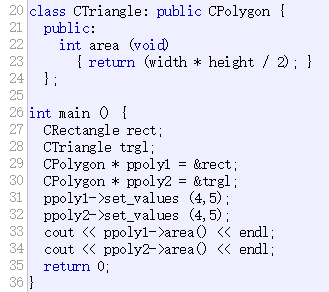 20 class CTriangle: public CPolygon {
21   public:
22     int area (void)
23       { return (width * height / 2); }
24   };
25
26 int main () {
27   CRectangle rect;
28   CTriangle trgl;
29   CPolygon * ppoly1 = &rect;
30   CPolygon * ppoly2 = &trgl;
31   ppoly1->set_values (4,5);
32   ppoly2->set_values (4,5);
33   cout << ppoly1->area() << endl;
34   cout << ppoly2->area() << endl;
35   return 0;
36 }